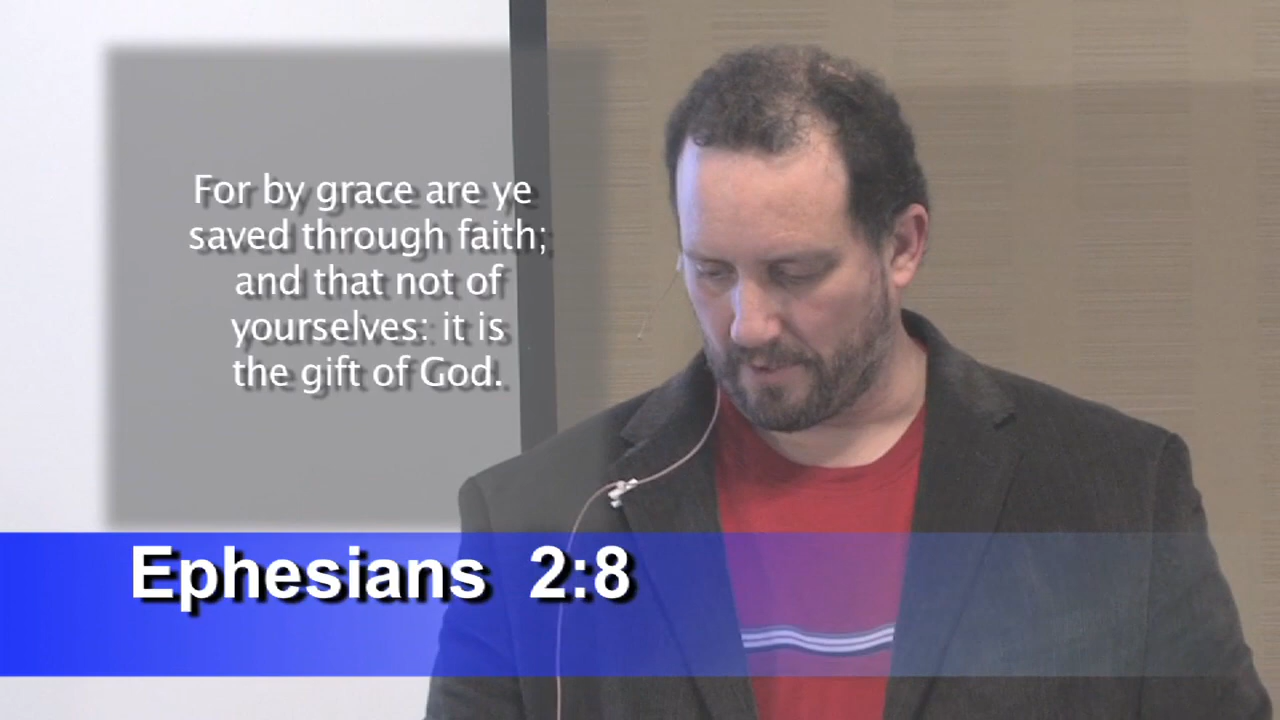 For by grace are ye
saved through faith;
and that not of
yourselves: it is
the gift of God.
Ephesians 2:8